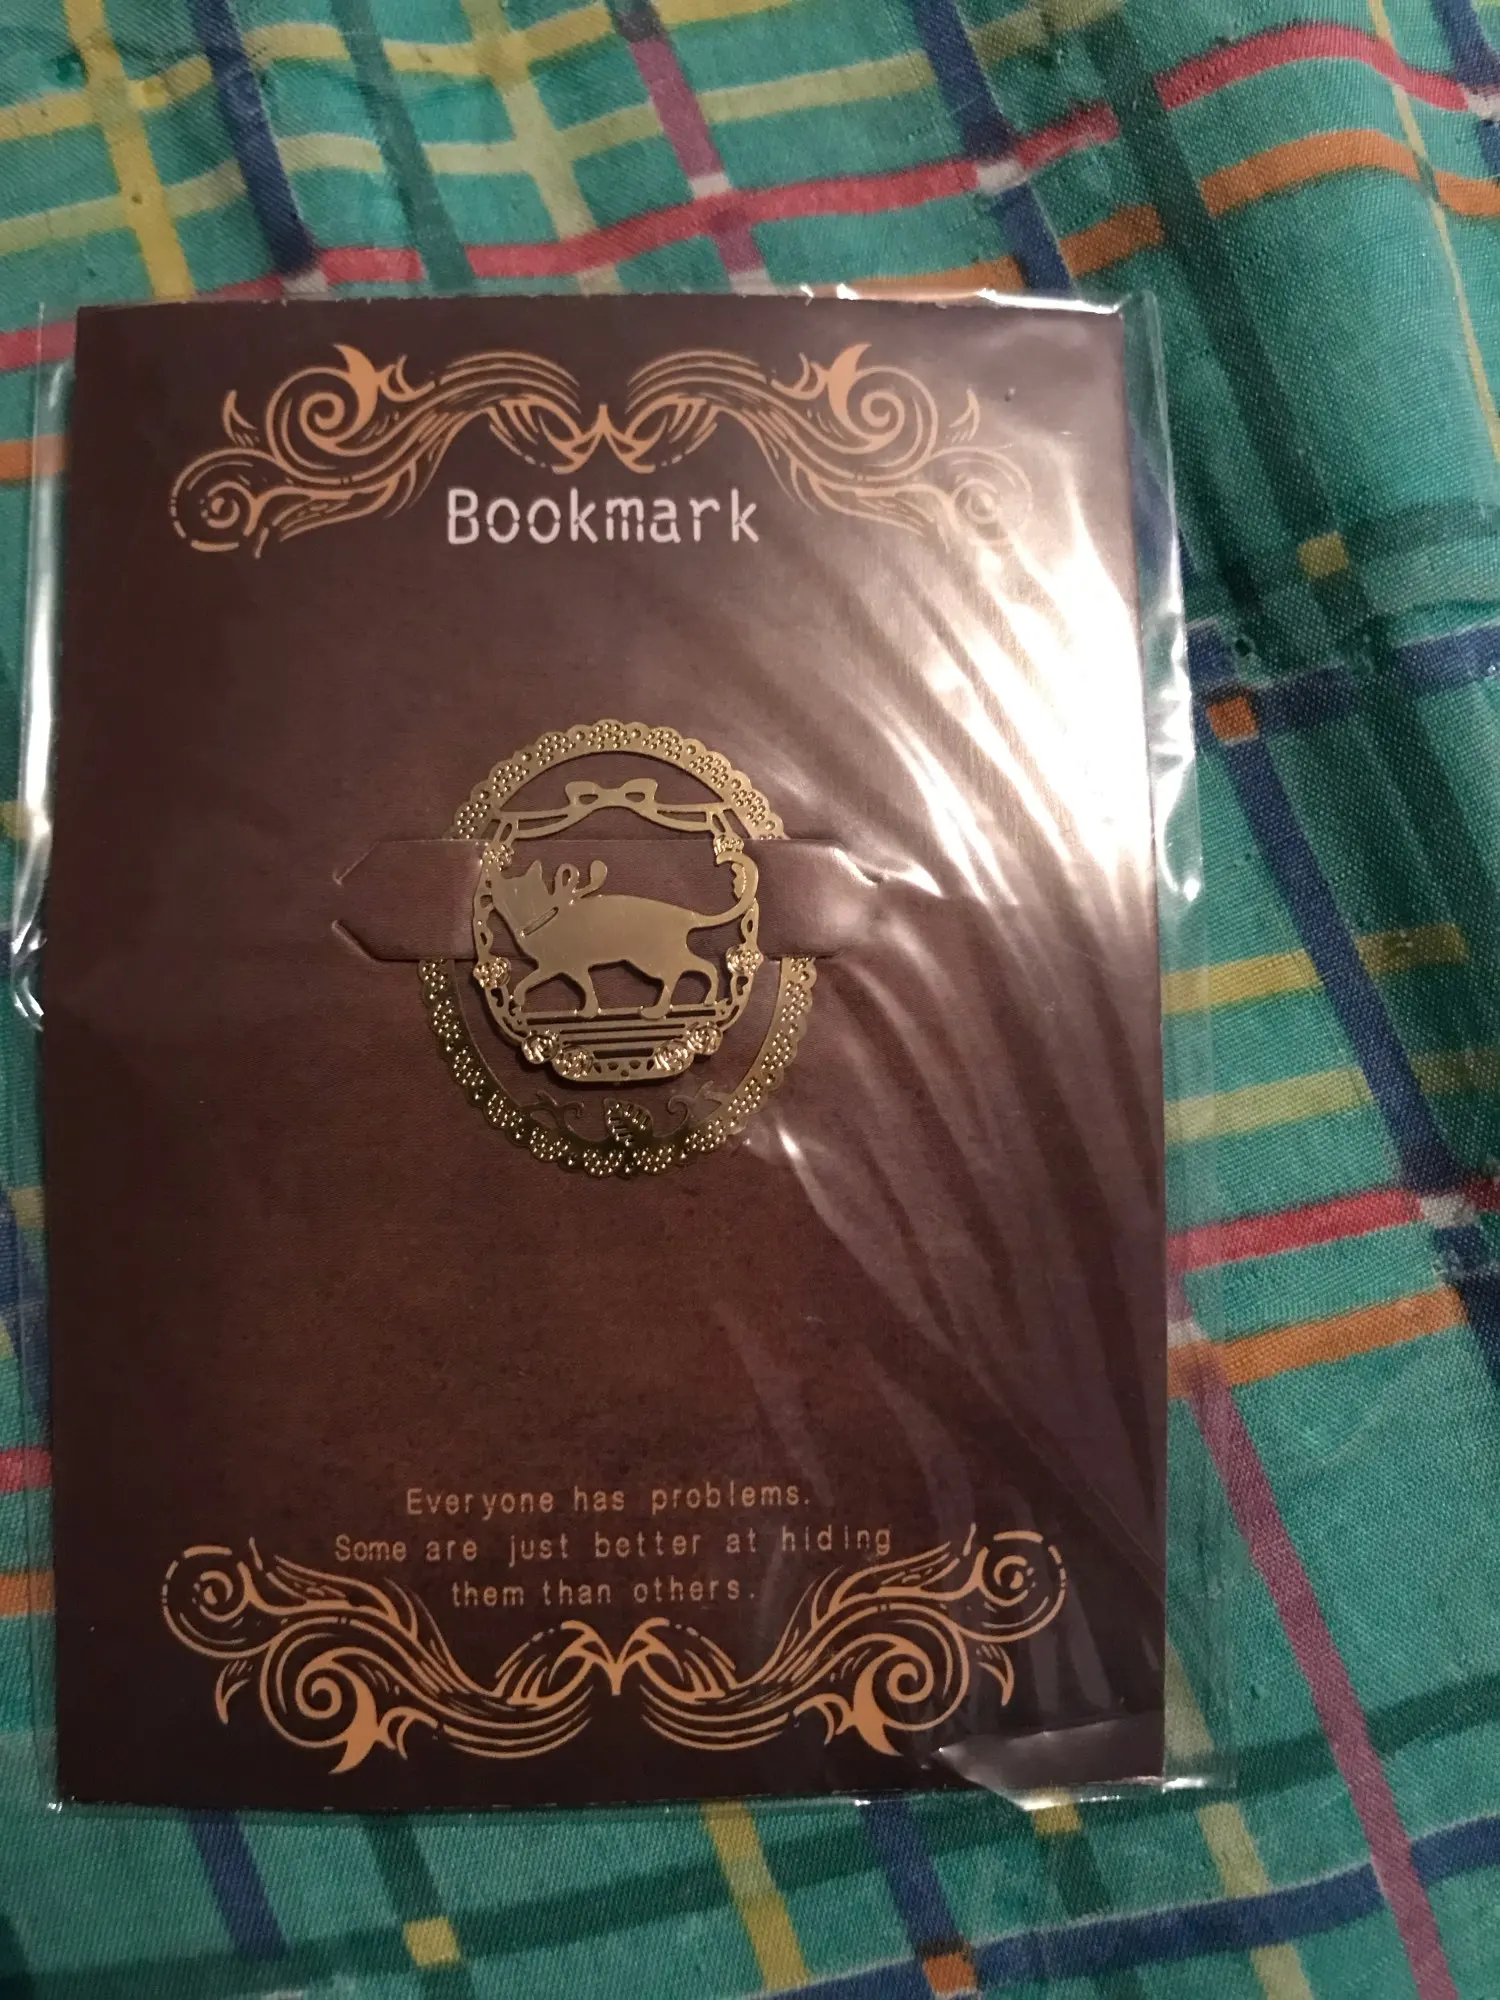 Bookmark
Everyone has problems.
Some are just better at hiding
them than others.